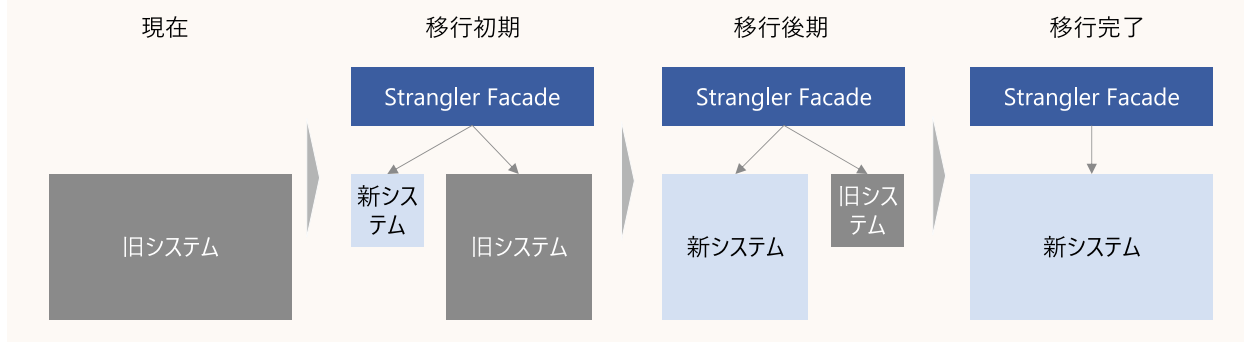 現在
旧システム
移行初期
Strangler Facade
新シス
テム
旧システム
移行後期
Strangler Facade
新システム
旧シス
テム
移行完了
Strangler Facade
新システム